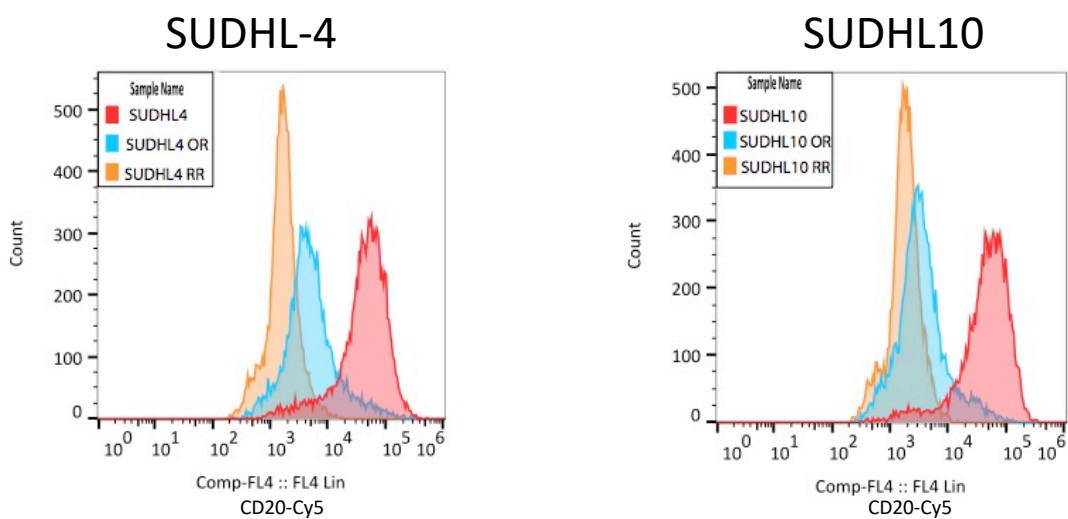 SUDHL-4
Sample Name
SUDHL4
SUDHL4 OR
SUDHL4 RR
500
400
300
200
100
0
Count
10^0 10^1 10^2 10^3 10^4 10^5 10^6
Comp-FL4 :: FL4 Lin
CD20-Cy5
SUDHL10
Sample Name
SUDHL10
SUDHL10 OR
SUDHL10 RR
500
400
300
200
100
0
Count
10^0 10^1 10^2 10^3 10^4 10^5 10^6
Comp-FL4 :: FL4 Lin
CD20-Cy5